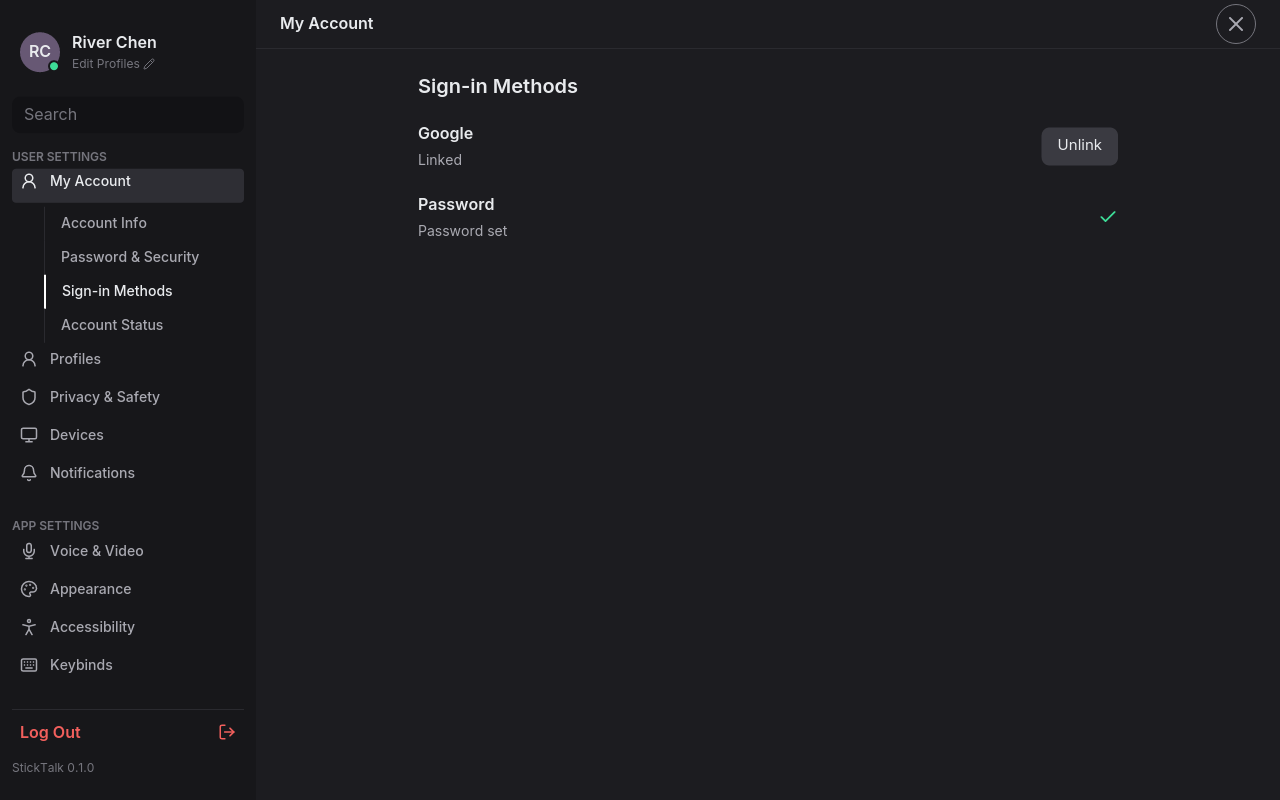 RC
River Chen
Edit Profiles
Search
USER SETTINGS
My Account
Account Info
Password & Security
Sign-in Methods
Account Status
Profiles
Privacy & Safety
Devices
Notifications
APP SETTINGS
Voice & Video
Appearance
Accessibility
Keybinds
Log Out
StickTalk 0.1.0
My Account
Sign-in Methods
Google
Linked
Unlink
Password
Password set